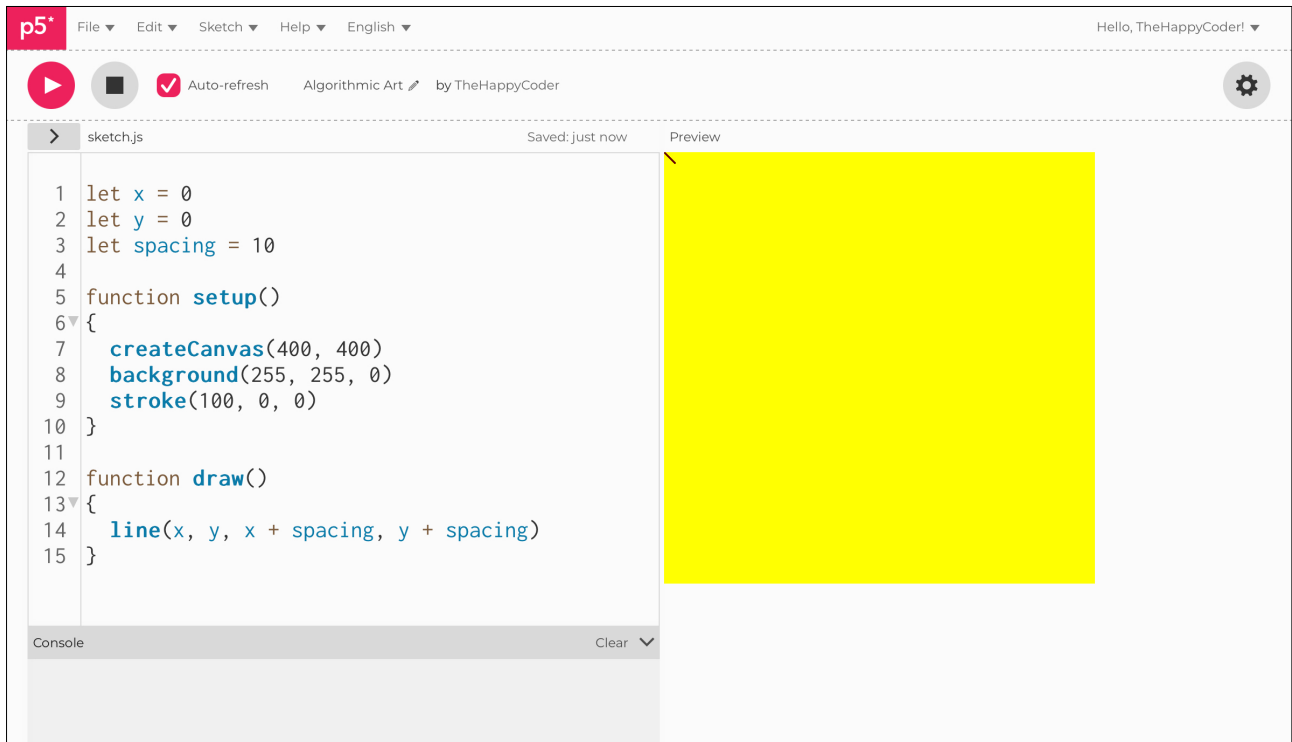 p5* File Edit Sketch Help English Hello, TheHappyCoder!
Auto-refresh Algorithmic Art by TheHappyCoder
sketch.js Saved: just now Preview
1 let x = 0
2 let y = 0
3 let spacing = 10
4
5 function setup()
6 {
7   createCanvas(400, 400)
8   background(255, 255, 0)
9   stroke(100, 0, 0)
10 }
11
12 function draw()
13 {
14   line(x, y, x + spacing, y + spacing)
15 }
Console Clear